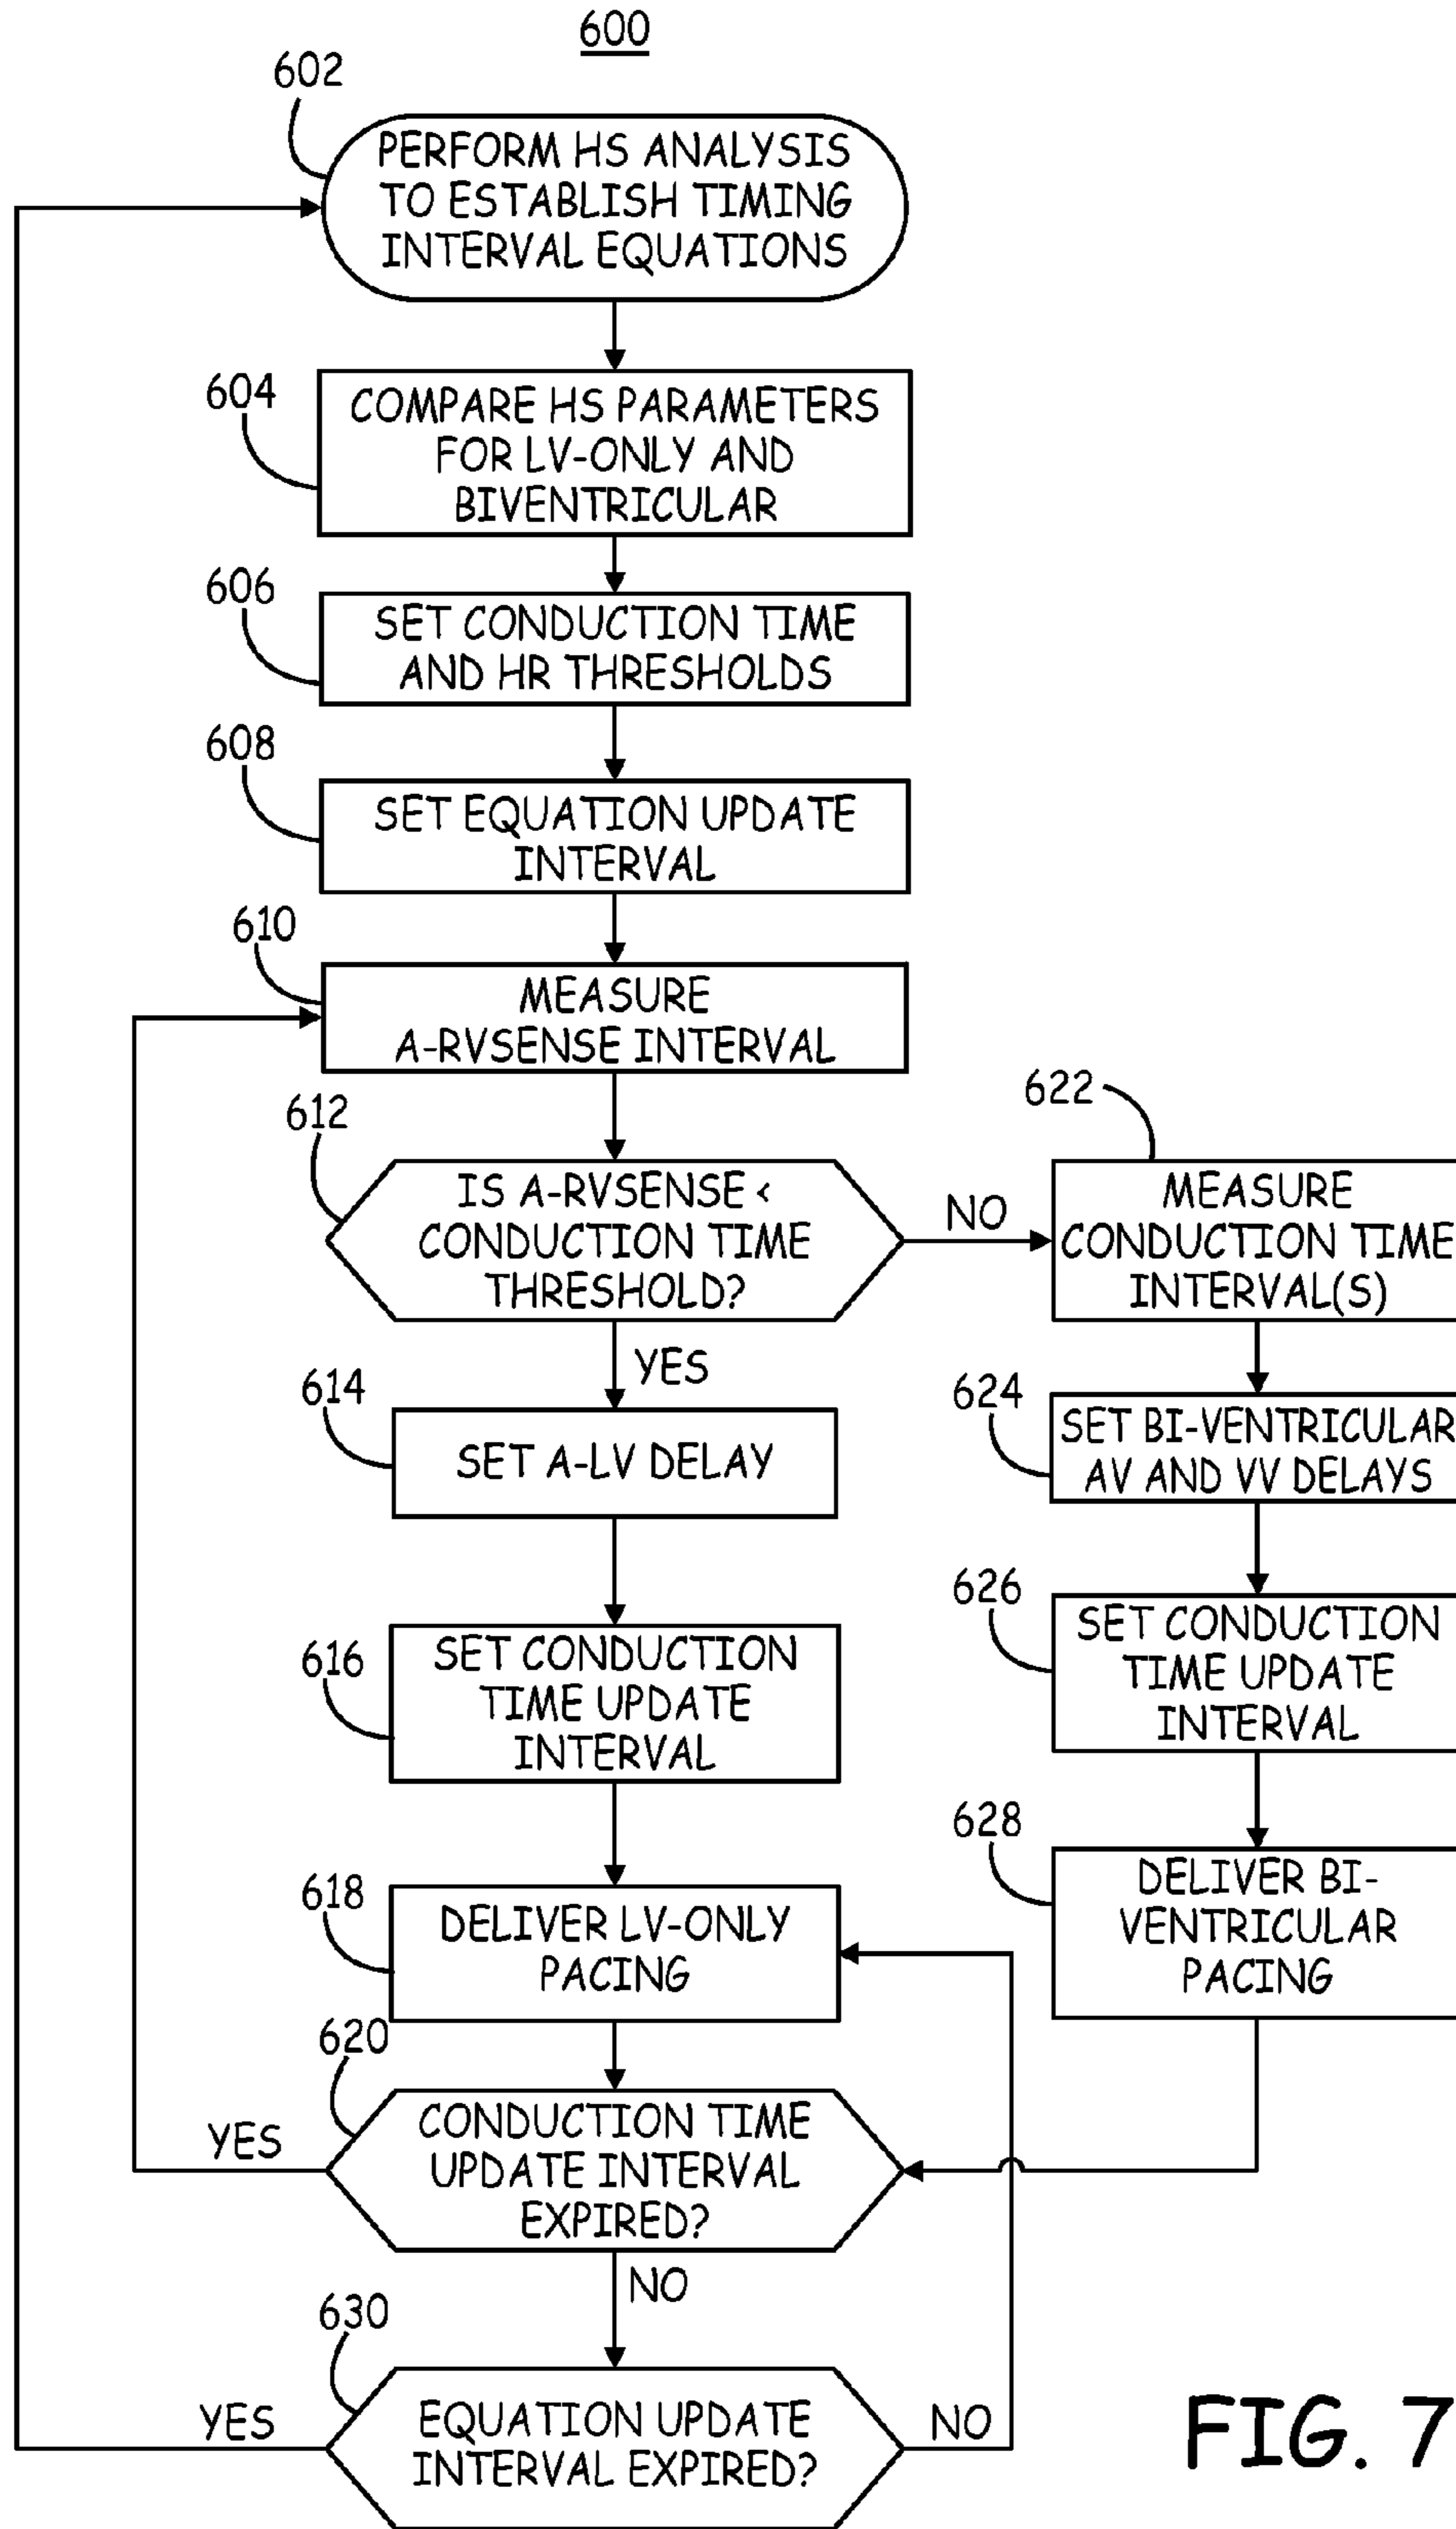 600
602
PERFORM HS ANALYSIS
TO ESTABLISH TIMING
INTERVAL EQUATIONS
604
COMPARE HS PARAMETERS
FOR LV-ONLY AND
BIVENTRICULAR
606
SET CONDUCTION TIME
AND HR THRESHOLDS
608
SET EQUATION UPDATE
INTERVAL
610
MEASURE
A-RVSENSE INTERVAL
612
IS A-RVSENSE <
CONDUCTION TIME
THRESHOLD?
NO
YES
622
MEASURE
CONDUCTION TIME
INTERVAL(S)
614
SET A-LV DELAY
624
SET BI-VENTRICULAR
AV AND VV DELAYS
616
SET CONDUCTION
TIME UPDATE
INTERVAL
626
SET CONDUCTION
TIME UPDATE
INTERVAL
618
DELIVER LV-ONLY
PACING
628
DELIVER BI-
VENTRICULAR
PACING
620
CONDUCTION TIME
UPDATE INTERVAL
EXPIRED?
YES
NO
630
EQUATION UPDATE
INTERVAL EXPIRED?
YES
NO
FIG. 7